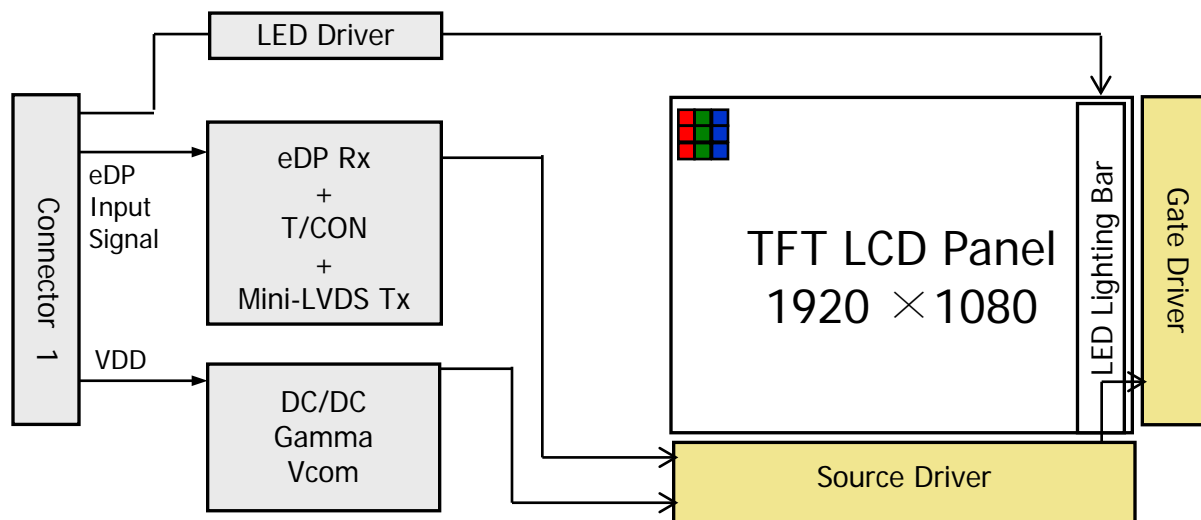 LED Driver
Connector 1
eDP
Input
Signal
eDP Rx
+
T/CON
+
Mini-LVDS Tx
VDD
DC/DC
Gamma
Vcom
TFT LCD Panel
1920 ×1080
LED Lighting Bar
Gate Driver
Source Driver